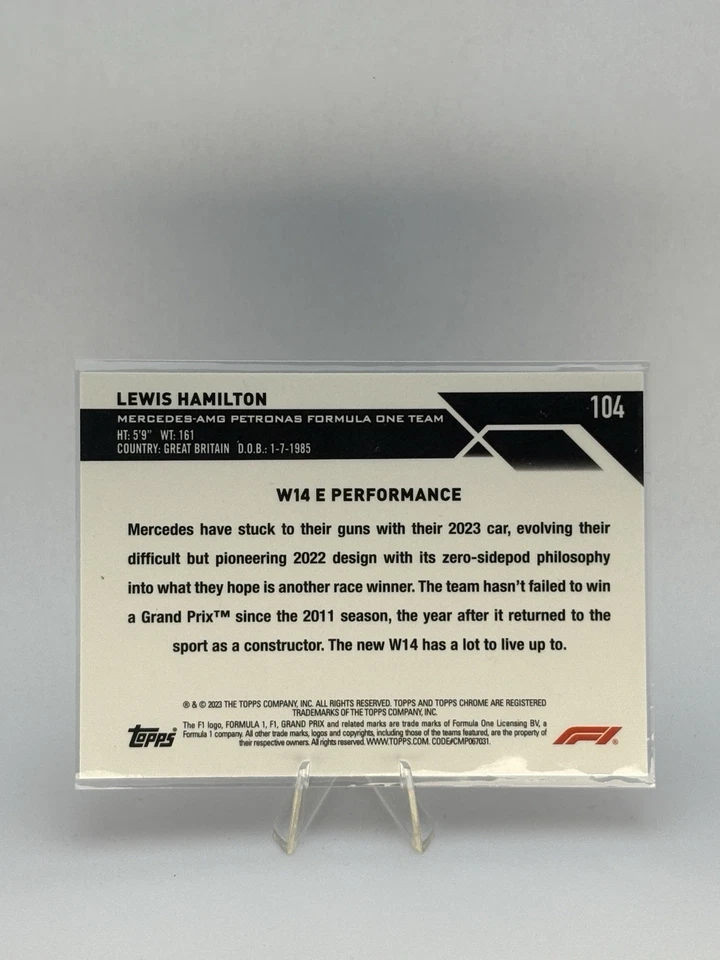 LEWIS HAMILTON
104
MERCEDES-AMG PETRONAS FORMULA ONE TEAM
HT: 5'9" WT: 161
COUNTRY: GREAT BRITAIN D.O.B.: 1-7-1985
W14 E PERFORMANCE
Mercedes have stuck to their guns with their 2023 car, evolving their
difficult but pioneering 2022 design with its zero-sidepod philosophy
into what they hope is another race winner. The team hasn't failed to win
a Grand Prix™ since the 2011 season, the year after it returned to the
sport as a constructor. The new W14 has a lot to live up to.
® & © 2023 THE TOPPS COMPANY, INC. ALL RIGHTS RESERVED. TOPPS AND TOPPS CHROME ARE REGISTERED
TRADEMARKS OF THE TOPPS COMPANY, INC.
The F1 logo, FORMULA 1, F1, GRAND PRIX and related marks are trade marks of Formula One Licensing BV, a
Formula 1 company. All other trade marks, logos and copyrights, including those of the teams featured, are the property of
their respective owners. All rights reserved. WWW.TOPPS.COM. CODE#CMP067031.
Topps
F1®